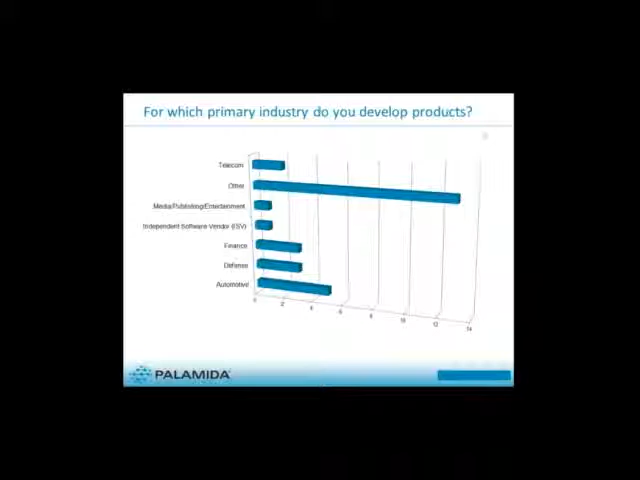 For which primary industry do you develop products?
Telecom
Other
Media/Publishing/Entertainment
Independent Software Vendor (ISV)
Finance
Defense
Automotive
0 2 4 6 8 10 12 14
PALAMIDA